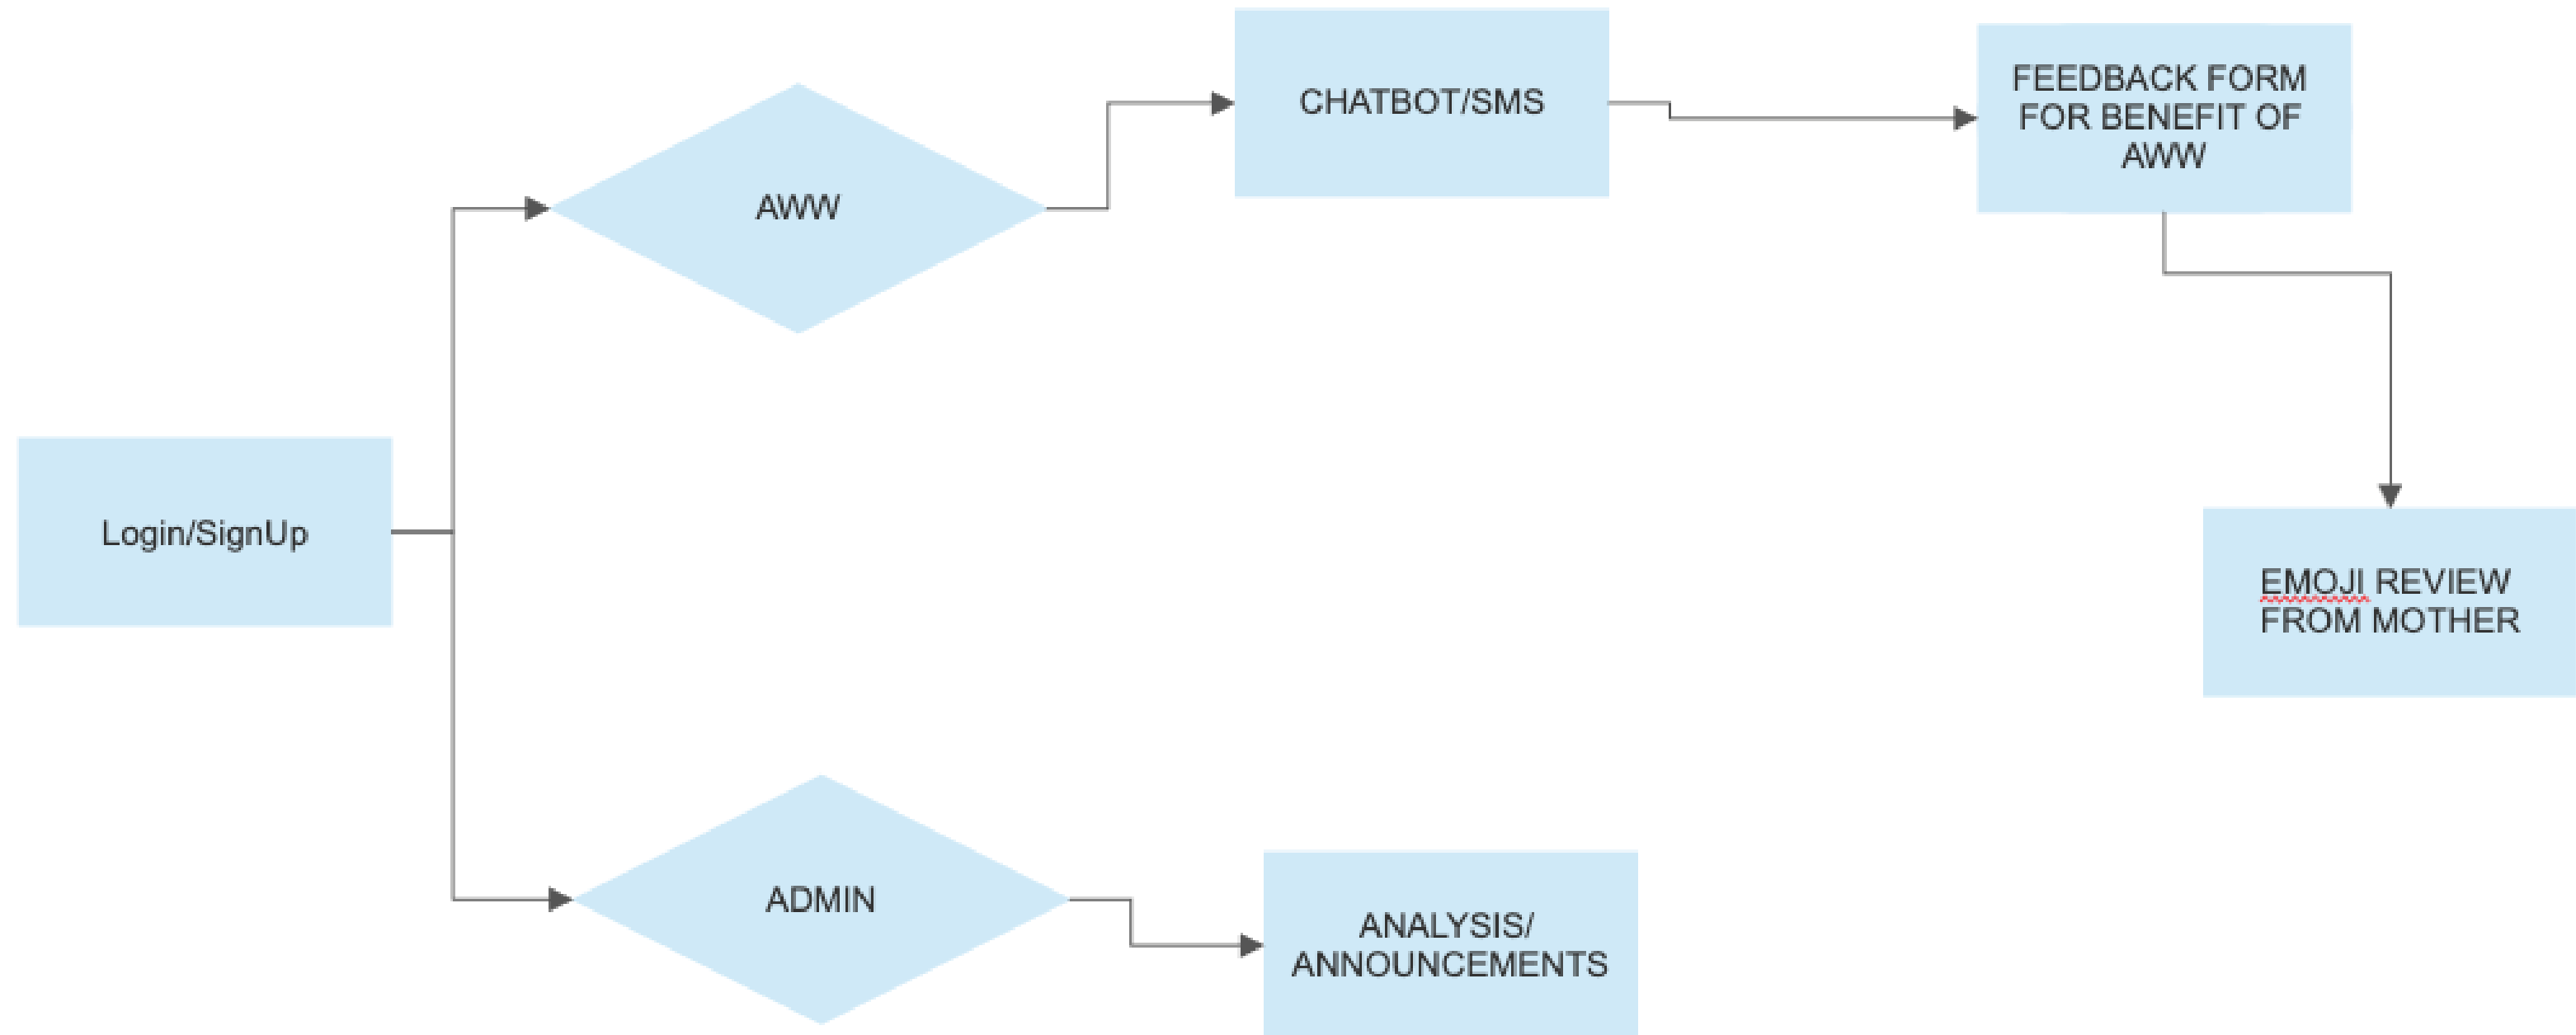 CHATBOT/SMS
FEEDBACK FORM
FOR BENEFIT OF
AWW
AWW
Login/SignUp
EMOJI REVIEW
FROM MOTHER
ADMIN
ANALYSIS/
ANNOUNCEMENTS